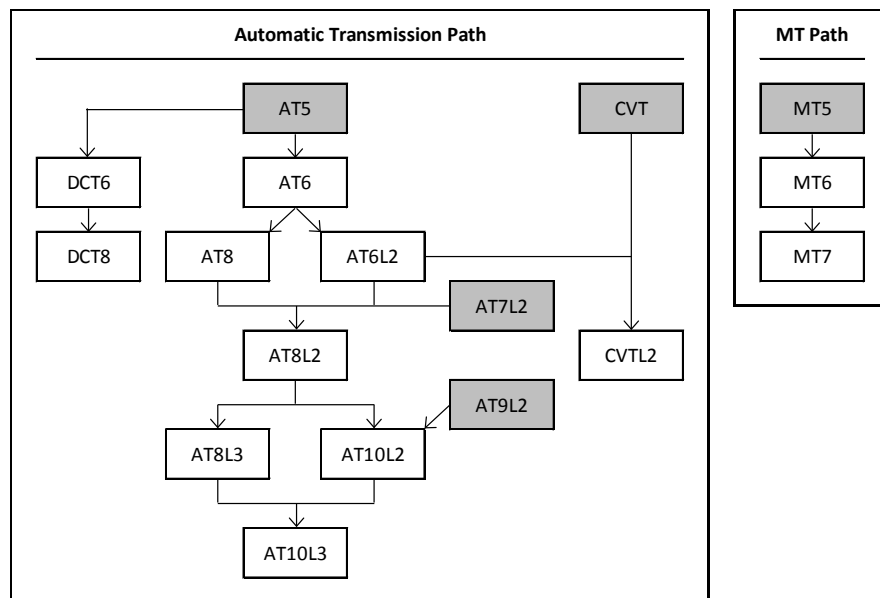 Automatic Transmission Path
MT Path
AT5
CVT
MT5
DCT6
AT6
MT6
DCT8
AT8
AT6L2
MT7
AT7L2
AT8L2
CVTL2
AT9L2
AT8L3
AT10L2
AT10L3